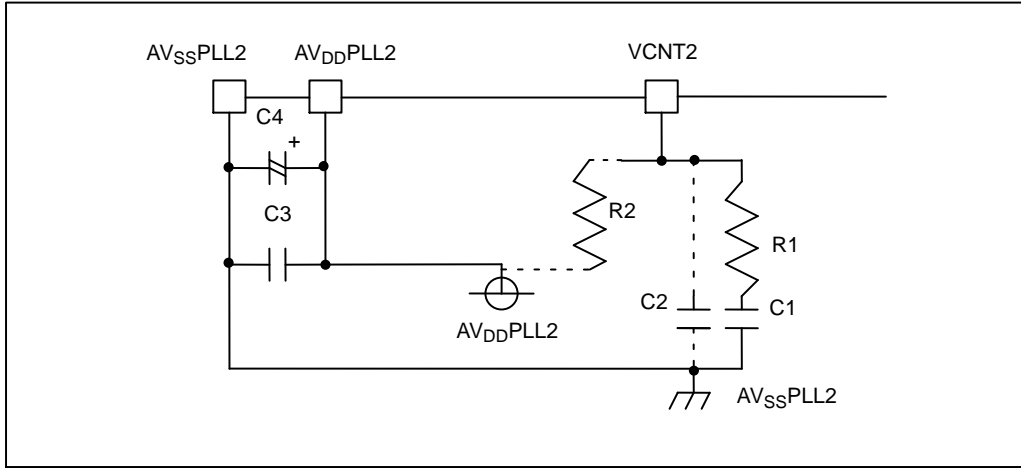 AVSSPLL2 AVDDPLL2 VCNT2
C4
+
C3
R2
R1
C2 C1
AVDDPLL2
AVSSPLL2